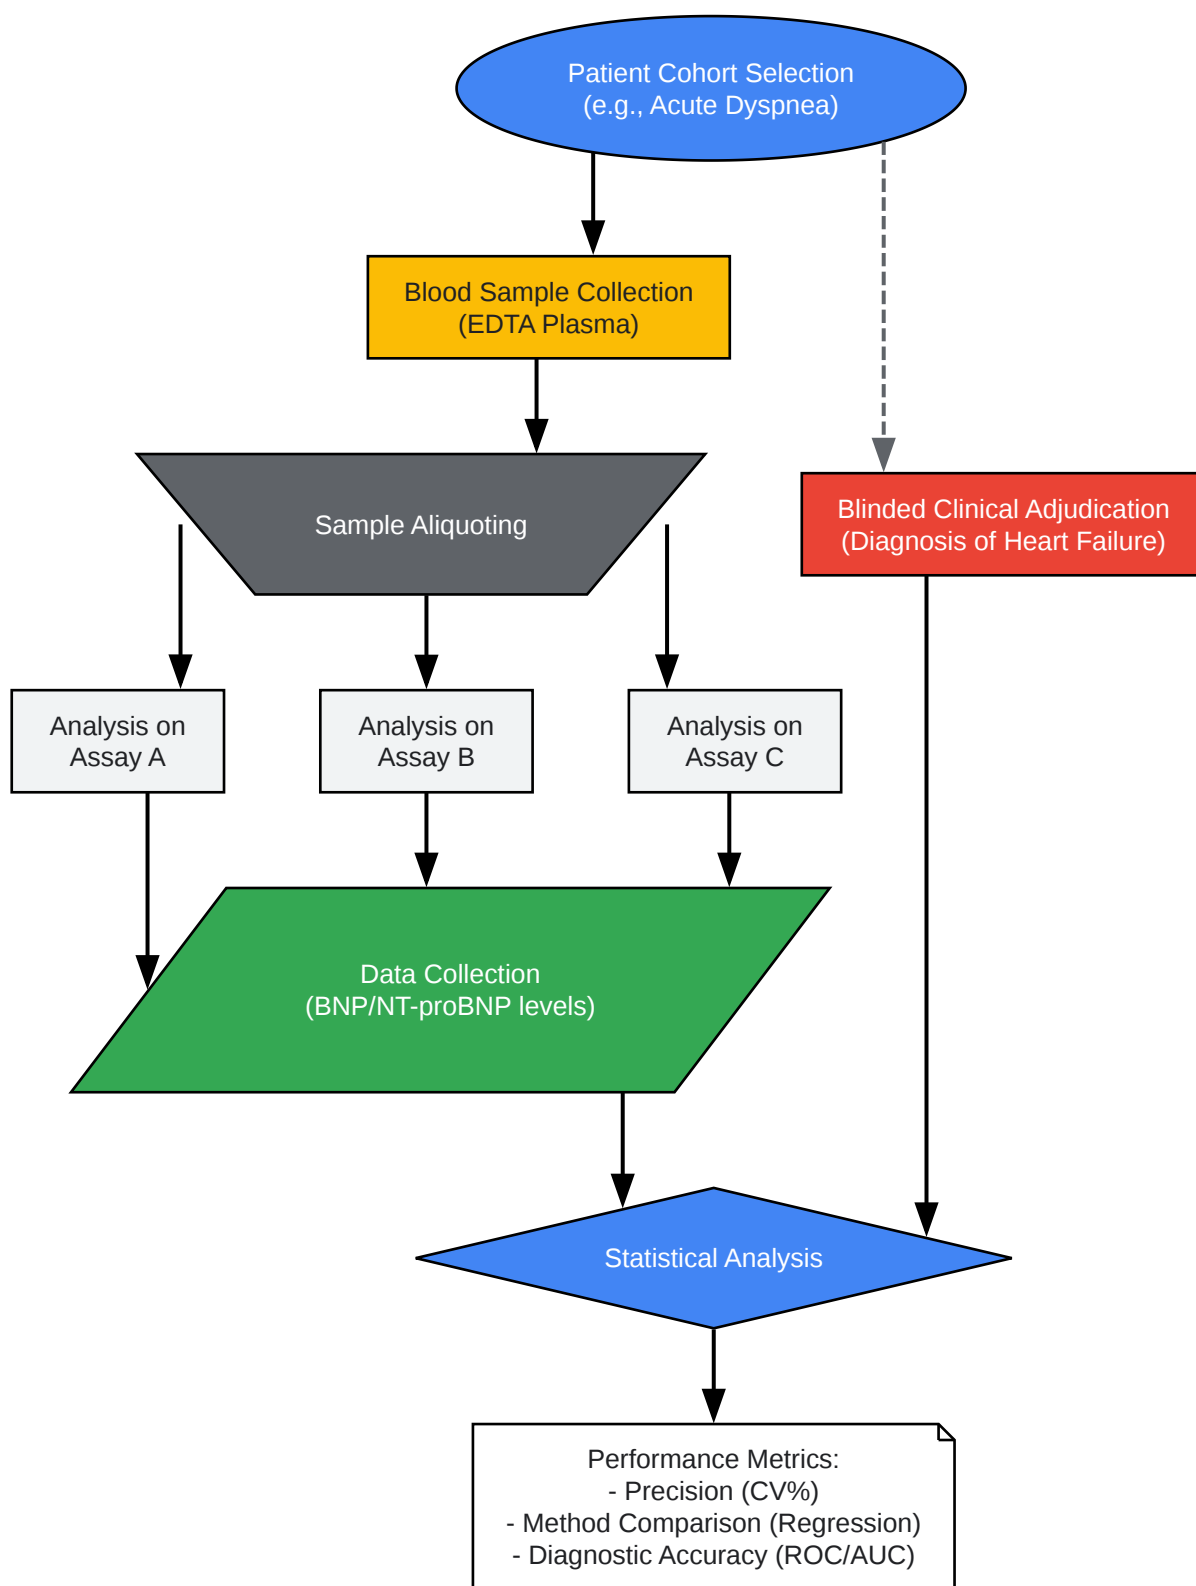 Patient Cohort Selection
(e.g., Acute Dyspnea)
Blood Sample Collection
(EDTA Plasma)
Sample Aliquoting
Blinded Clinical Adjudication
(Diagnosis of Heart Failure)
Analysis on
Assay A
Analysis on
Assay B
Analysis on
Assay C
Data Collection
(BNP/NT-proBNP levels)
Statistical Analysis
Performance Metrics:
- Precision (CV%)
- Method Comparison (Regression)
- Diagnostic Accuracy (ROC/AUC)